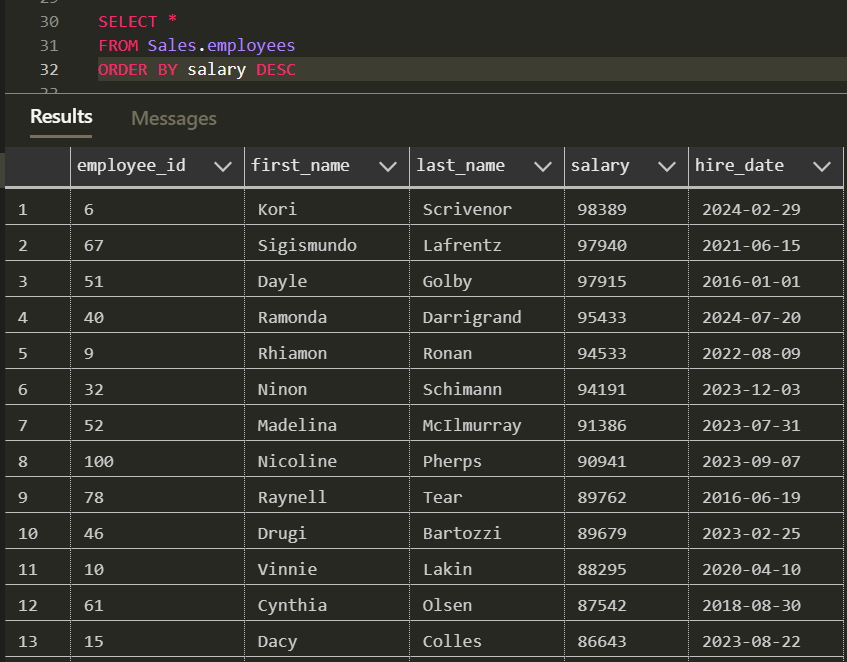 30 SELECT *
31 FROM Sales.employees
32 ORDER BY salary DESC
Results Messages
employee_id first_name last_name salary hire_date
1 6 Kori Scrivenor 98389 2024-02-29
2 67 Sigismundo Lafrentz 97940 2021-06-15
3 51 Dayle Golby 97915 2016-01-01
4 40 Ramonda Darrigrand 95433 2024-07-20
5 9 Rhiamon Ronan 94533 2022-08-09
6 32 Ninon Schimann 94191 2023-12-03
7 52 Madelina McIlmurray 91386 2023-07-31
8 100 Nicoline Pherps 90941 2023-09-07
9 78 Raynell Tear 89762 2016-06-19
10 46 Drugi Bartozzi 89679 2023-02-25
11 10 Vinnie Lakin 88295 2020-04-10
12 61 Cynthia Olsen 87542 2018-08-30
13 15 Dacy Colles 86643 2023-08-22